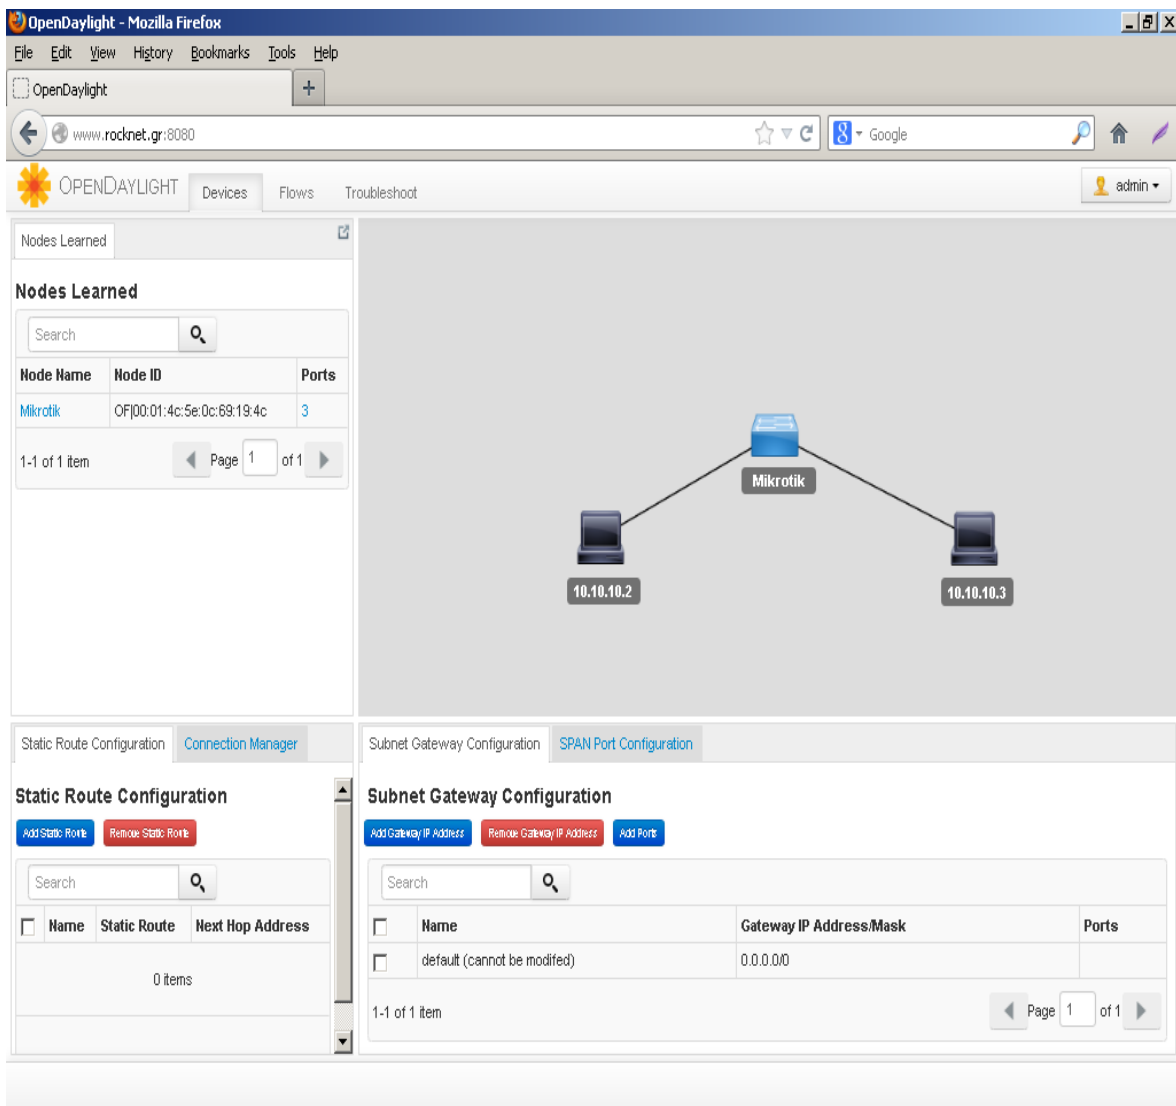 OpenDaylight - Mozilla Firefox
File Edit View History Bookmarks Tools Help
OpenDaylight +
www.rocknet.gr:8080 8 Google
OPENDAYLIGHT Devices Flows Troubleshoot admin
Nodes Learned
Nodes Learned
Search
Node Name Node ID Ports
Mikrotik OF|00:01:4c:5e:0c:69:19:4c 3
1-1 of 1 item Page 1 of 1
Mikrotik
10.10.10.2
10.10.10.3
Static Route Configuration Connection Manager
Static Route Configuration
Add Static Route Remove Static Route
Search
Name Static Route Next Hop Address
0 items
Subnet Gateway Configuration SPAN Port Configuration
Subnet Gateway Configuration
Add Gateway IP Address Remove Gateway IP Address Add Ports
Search
Name Gateway IP Address/Mask Ports
default (cannot be modifed) 0.0.0.0/0
1-1 of 1 item Page 1 of 1